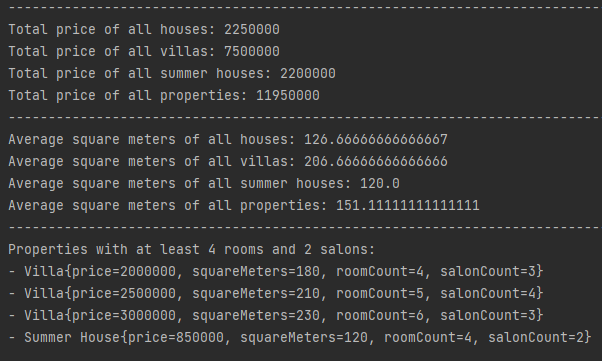 --------------------------------------------------------------------------
Total price of all houses: 2250000
Total price of all villas: 7500000
Total price of all summer houses: 2200000
Total price of all properties: 11950000
--------------------------------------------------------------------------
Average square meters of all houses: 126.66666666666667
Average square meters of all villas: 206.66666666666666
Average square meters of all summer houses: 120.0
Average square meters of all properties: 151.11111111111111
--------------------------------------------------------------------------
Properties with at least 4 rooms and 2 salons:
- Villa{price=2000000, squareMeters=180, roomCount=4, salonCount=3}
- Villa{price=2500000, squareMeters=210, roomCount=5, salonCount=4}
- Villa{price=3000000, squareMeters=230, roomCount=6, salonCount=3}
- Summer House{price=850000, squareMeters=120, roomCount=4, salonCount=2}